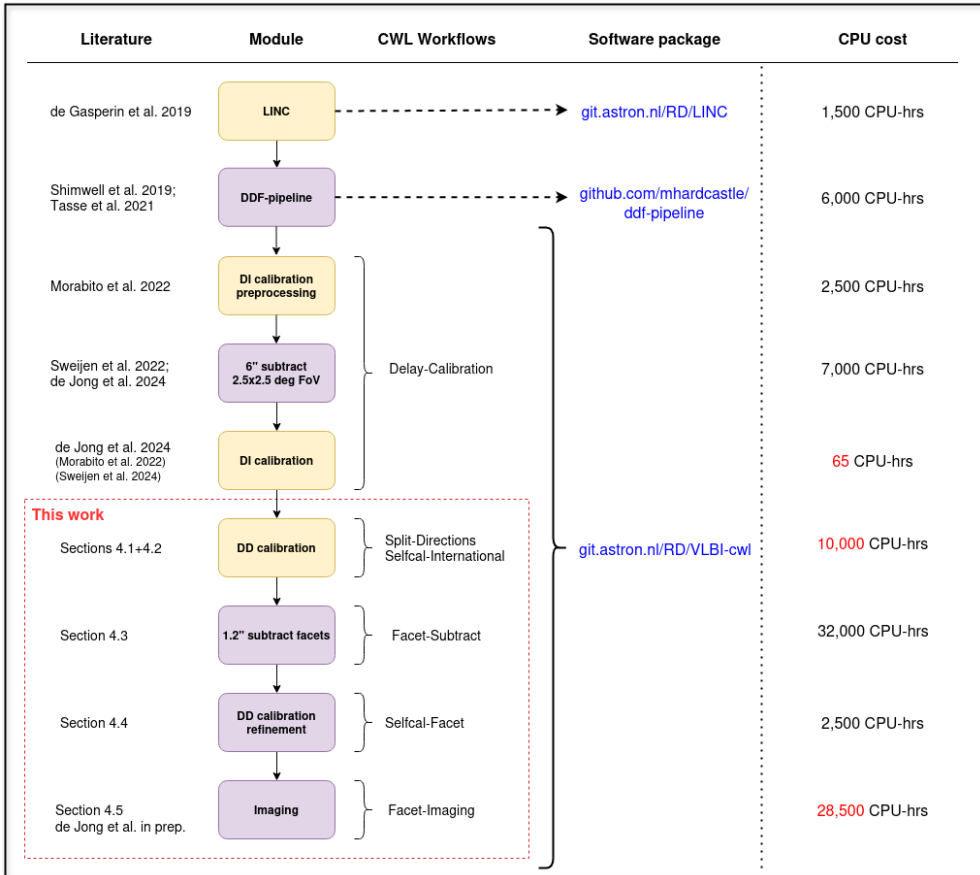 Literature Module CWL Workflows Software package CPU cost
de Gasperin et al. 2019 LINC git.astron.nl/RD/LINC 1,500 CPU-hrs
Shimwell et al. 2019;
Tasse et al. 2021
DDF-pipeline
github.com/mhardcastle/
ddf-pipeline
6,000 CPU-hrs
Morabito et al. 2022
DI calibration
preprocessing
2,500 CPU-hrs
Sweijen et al. 2022;
de Jong et al. 2024
6" subtract
2.5x2.5 deg FoV
Delay-Calibration
7,000 CPU-hrs
de Jong et al. 2024
(Morabito et al. 2022)
(Sweijen et al. 2024)
DI calibration
65 CPU-hrs
This work
Sections 4.1+4.2
DD calibration
Split-Directions
Selfcal-International
git.astron.nl/RD/VLBI-cwl
10,000 CPU-hrs
Section 4.3
1.2" subtract facets
Facet-Subtract
32,000 CPU-hrs
Section 4.4
DD calibration
refinement
Selfcal-Facet
2,500 CPU-hrs
Section 4.5
de Jong et al. in prep.
Imaging
Facet-Imaging
28,500 CPU-hrs